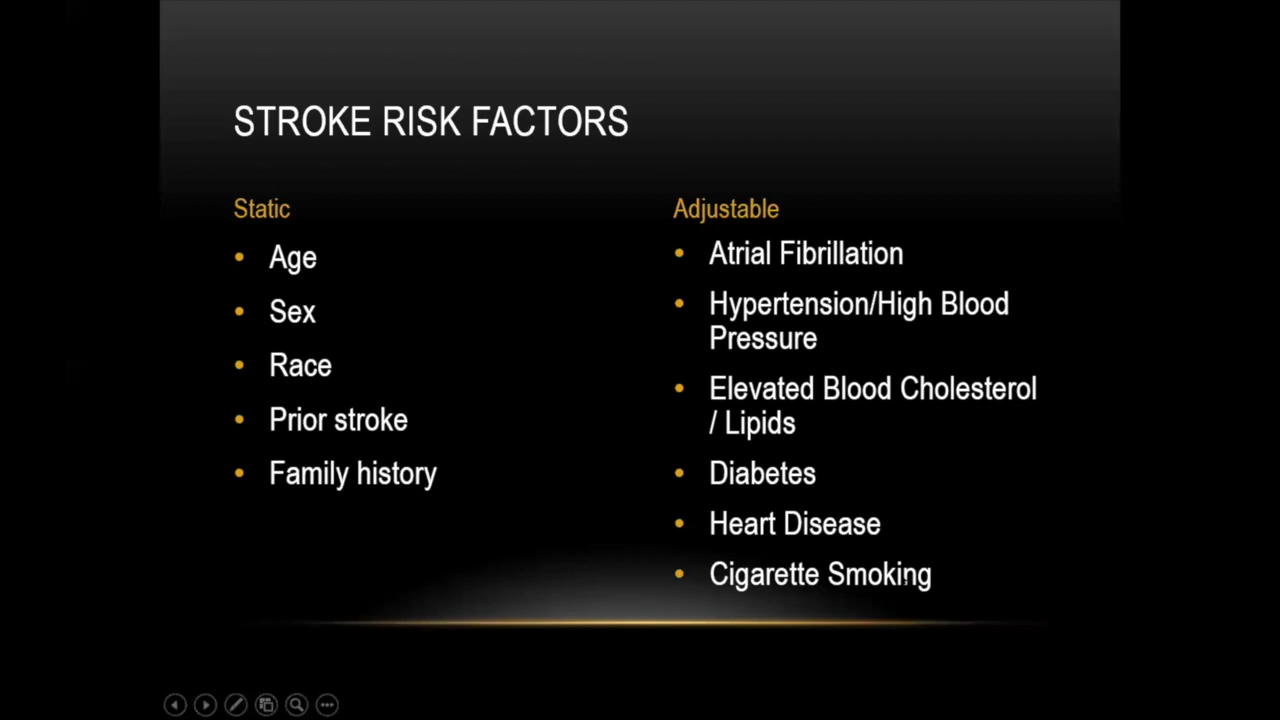 STROKE RISK FACTORS
Static
• Age
• Sex
• Race
• Prior stroke
• Family history
Adjustable
• Atrial Fibrillation
• Hypertension/High Blood
Pressure
• Elevated Blood Cholesterol
/ Lipids
• Diabetes
• Heart Disease
• Cigarette Smoking